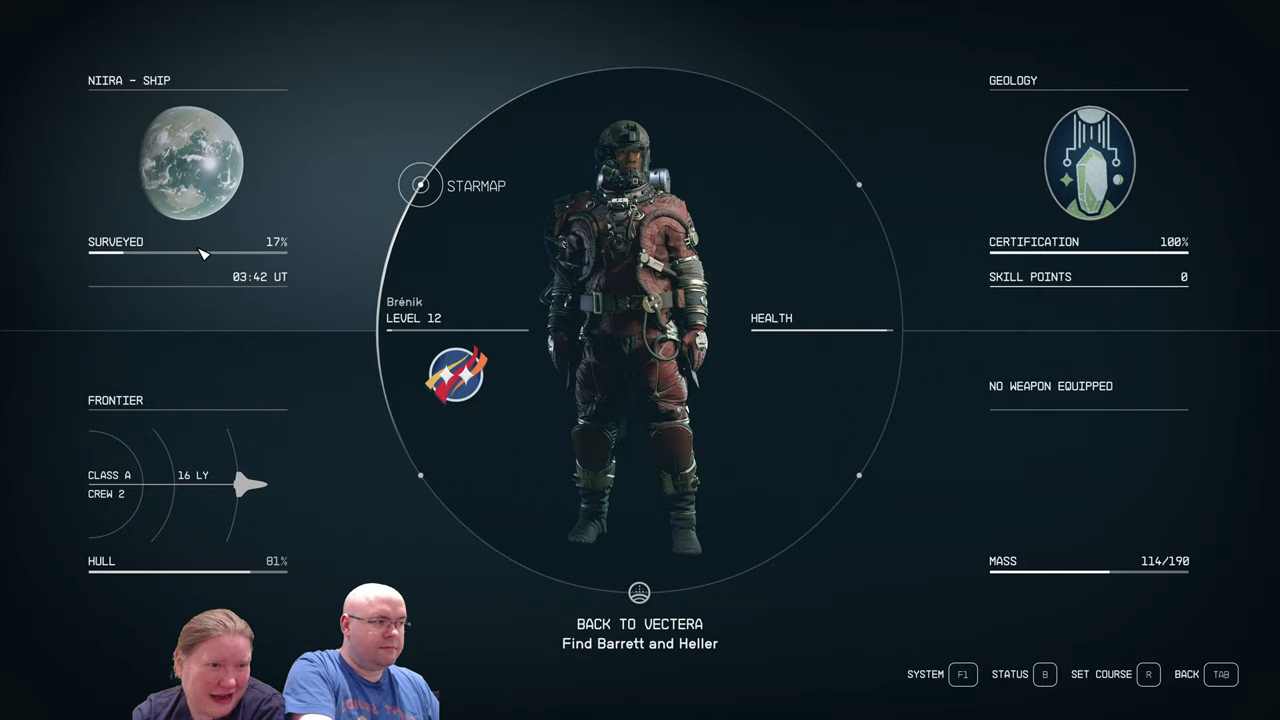 NIIRA – SHIP
SURVEYED 17%
03:42 UT
STARMAP
GEOLOGY
CERTIFICATION 100%
SKILL POINTS 0
Brénik
LEVEL 12
HEALTH
FRONTIER
CLASS A 16 LY
CREW 2
HULL 81%
NO WEAPON EQUIPPED
MASS 114/190
BACK TO VECTERA
Find Barrett and Heller
SYSTEM F1 STATUS B SET COURSE R BACK TAB